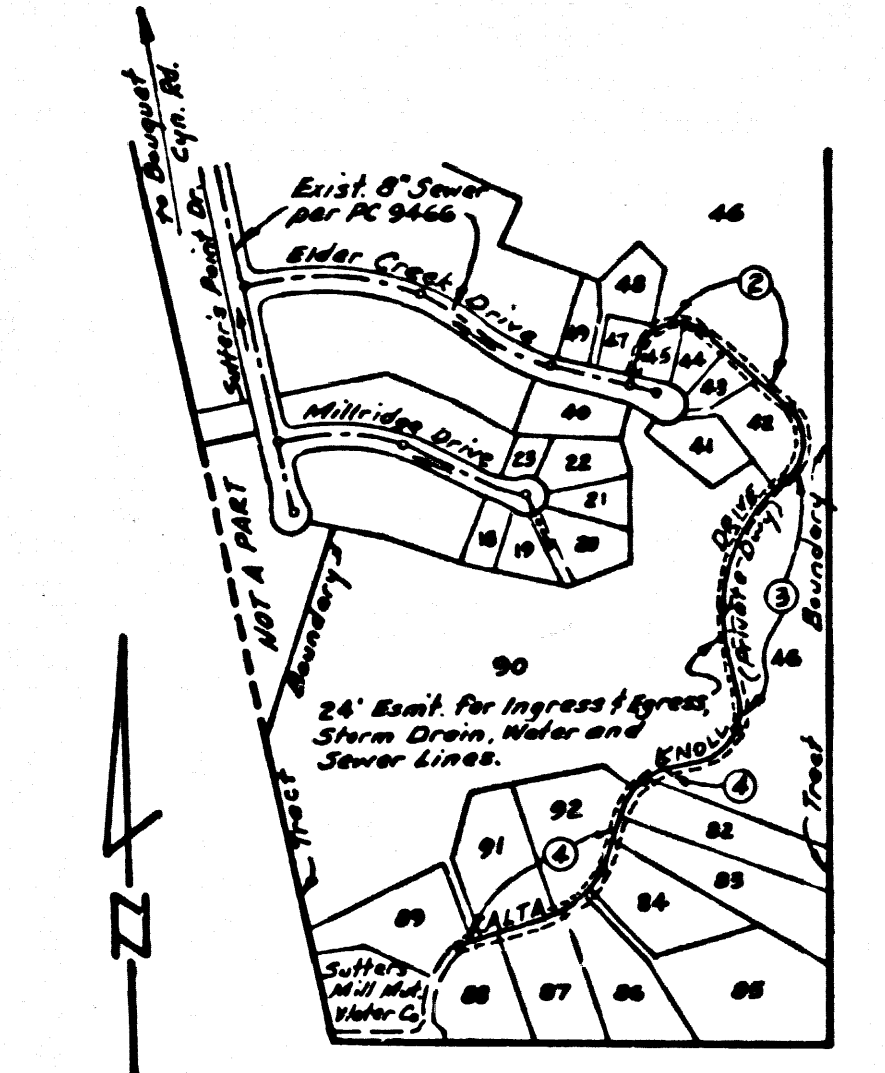 to Bouquet
Cyn. Rd.
Sutter's Point Dr.
Exist. 8" Sewer
per PC 9466
Elder Creek Drive
46
2
48
49
47
45
44
43
42
41
40
Millridge Drive
23
22
21
20
18
19
NOT A PART
Boundary
DRIVE
(Private Dwy)
Boundary
3
46
90
24' Esmt. for Ingress & Egress,
Storm Drain, Water and
Sewer Lines.
KNOLL
4
Tract
Tract
92
91
4
82
83
84
89
ALTA
Sutters
Mill Mut.
Water Co.
88
87
86
85
N